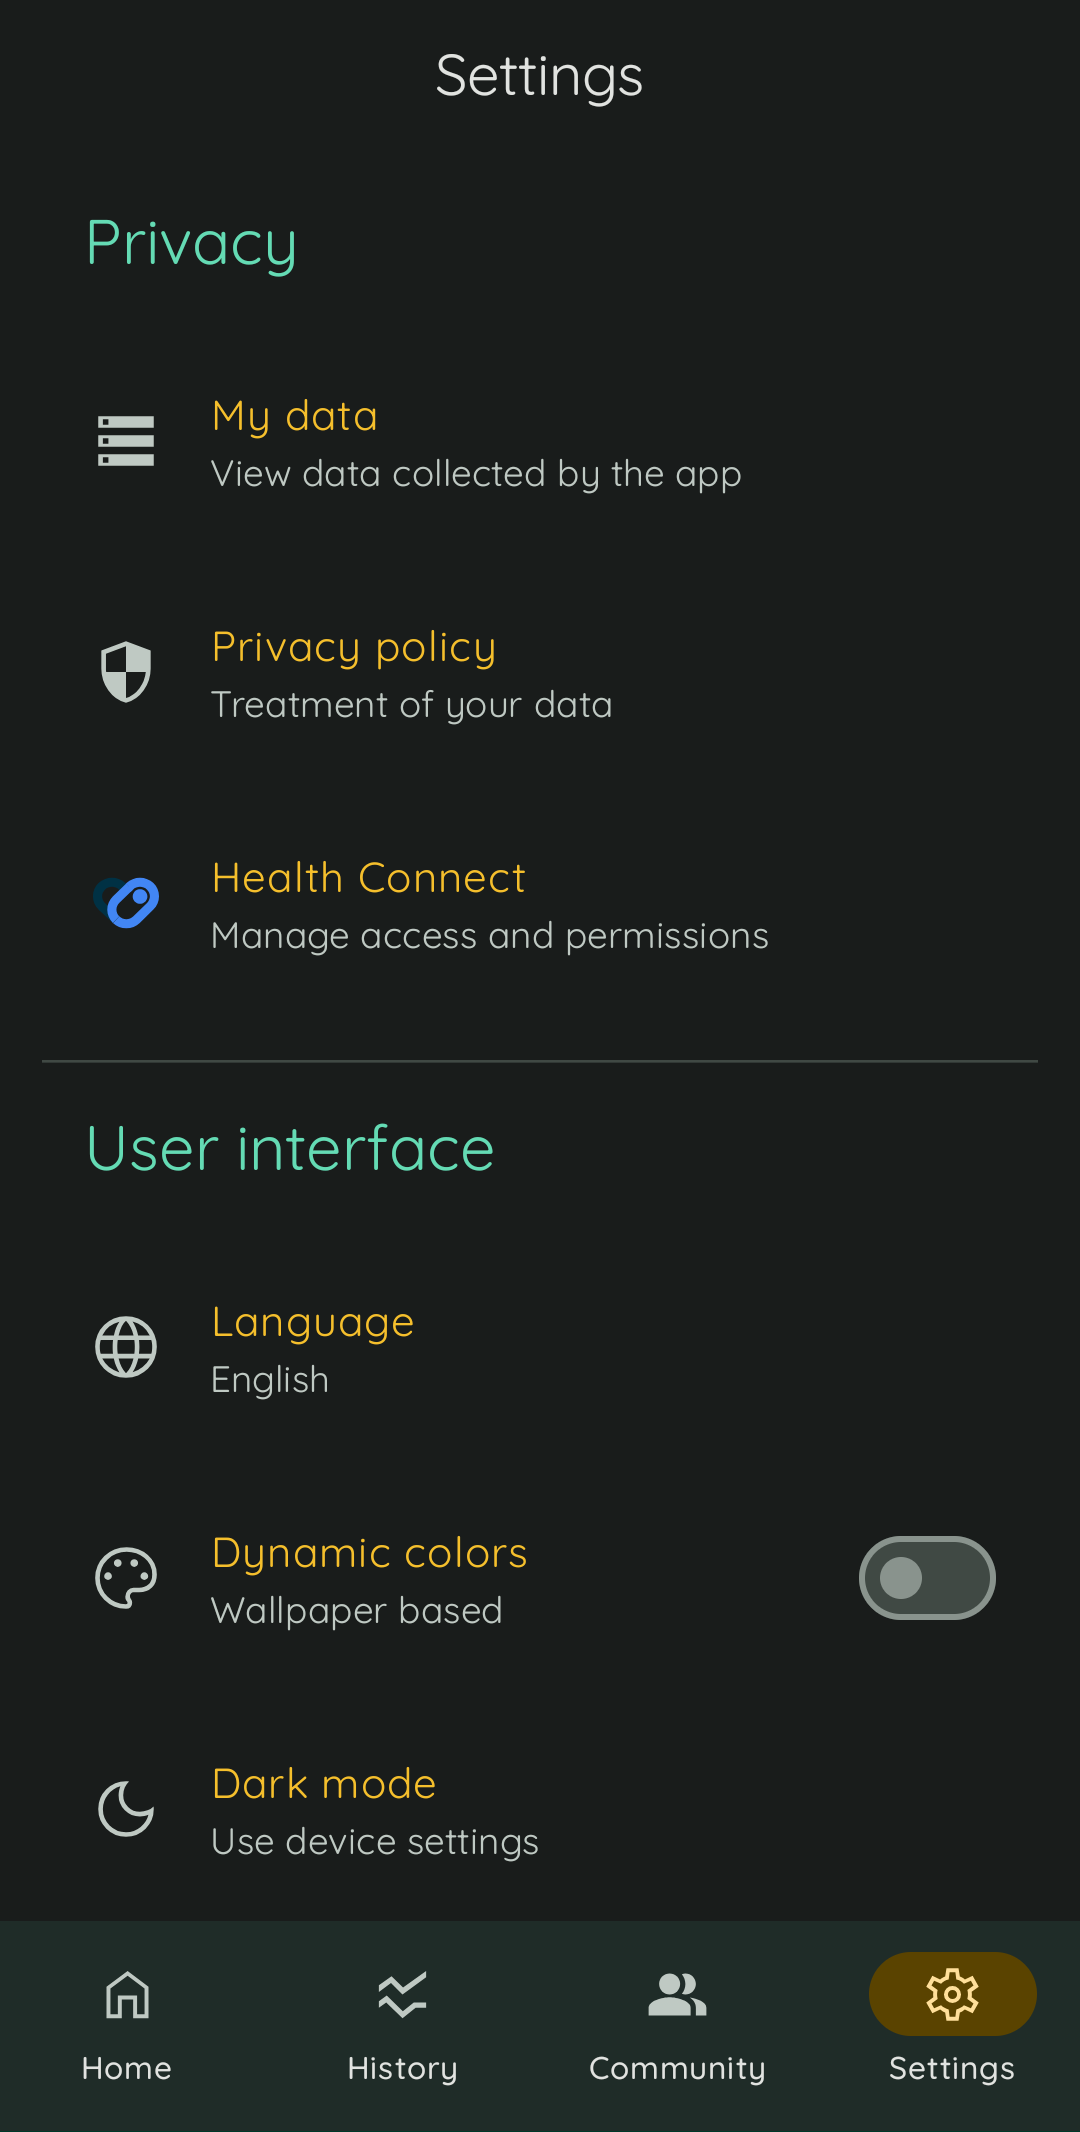 Settings
Privacy
My data
View data collected by the app
Privacy policy
Treatment of your data
Health Connect
Manage access and permissions
User interface
Language
English
Dynamic colors
Wallpaper based
Dark mode
Use device settings
Home
History
Community
Settings